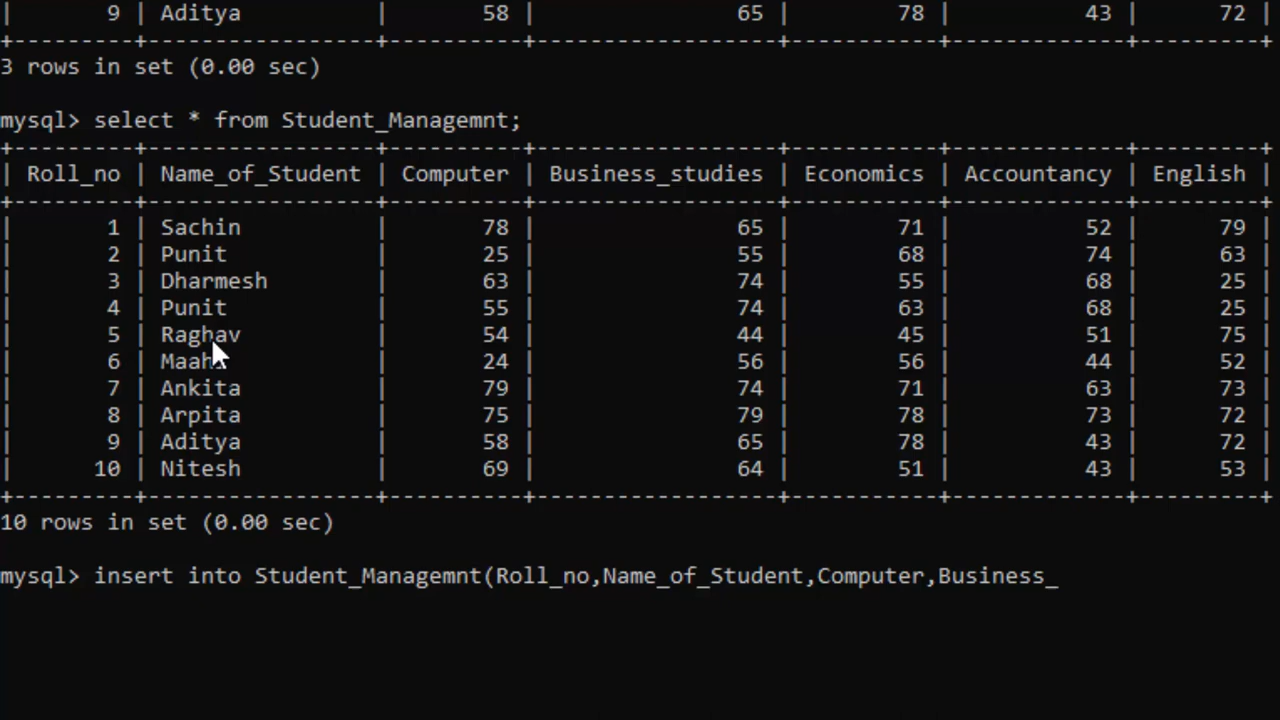 |       9 | Aditya          |       58 |               65 |        78 |          43 |      72 |
+---------+-----------------+----------+------------------+-----------+-------------+---------+
3 rows in set (0.00 sec)
mysql> select * from Student_Managemnt;
+---------+-----------------+----------+------------------+-----------+-------------+---------+
| Roll_no | Name_of_Student | Computer | Business_studies | Economics | Accountancy | English |
+---------+-----------------+----------+------------------+-----------+-------------+---------+
|       1 | Sachin          |       78 |               65 |        71 |          52 |      79 |
|       2 | Punit           |       25 |               55 |        68 |          74 |      63 |
|       3 | Dharmesh        |       63 |               74 |        55 |          68 |      25 |
|       4 | Punit           |       55 |               74 |        63 |          68 |      25 |
|       5 | Raghav          |       54 |               44 |        45 |          51 |      75 |
|       6 |                 |       24 |               56 |        56 |          44 |      52 |
|       7 | Ankita          |       79 |               74 |        71 |          63 |      73 |
|       8 | Arpita          |       75 |               79 |        78 |          73 |      72 |
|       9 | Aditya          |       58 |               65 |        78 |          43 |      72 |
|      10 | Nitesh          |       69 |               64 |        51 |          43 |      53 |
+---------+-----------------+----------+------------------+-----------+-------------+---------+
10 rows in set (0.00 sec)
mysql> insert into Student_Managemnt(Roll_no,Name_of_Student,Computer,Business_